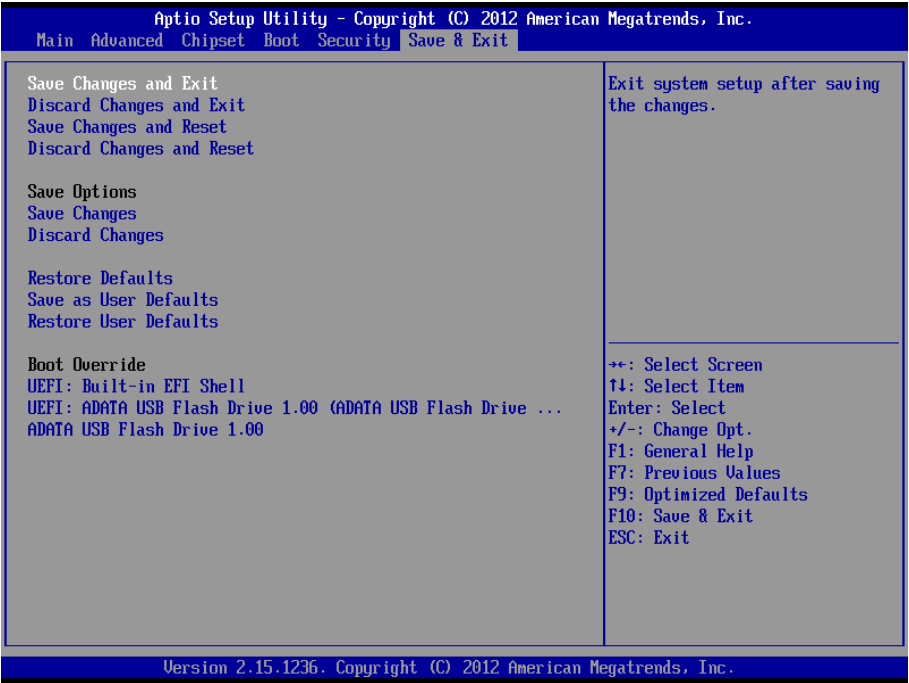 Aptio Setup Utility - Copyright (C) 2012 American Megatrends, Inc.
Main Advanced Chipset Boot Security Save & Exit
Save Changes and Exit
Discard Changes and Exit
Save Changes and Reset
Discard Changes and Reset
Save Options
Save Changes
Discard Changes
Restore Defaults
Save as User Defaults
Restore User Defaults
Boot Override
UEFI: Built-in EFI Shell
UEFI: ADATA USB Flash Drive 1.00 (ADATA USB Flash Drive ...
ADATA USB Flash Drive 1.00
Exit system setup after saving
the changes.
→←: Select Screen
↑↓: Select Item
Enter: Select
+/-: Change Opt.
F1: General Help
F7: Previous Values
F9: Optimized Defaults
F10: Save & Exit
ESC: Exit
Version 2.15.1236. Copyright (C) 2012 American Megatrends, Inc.